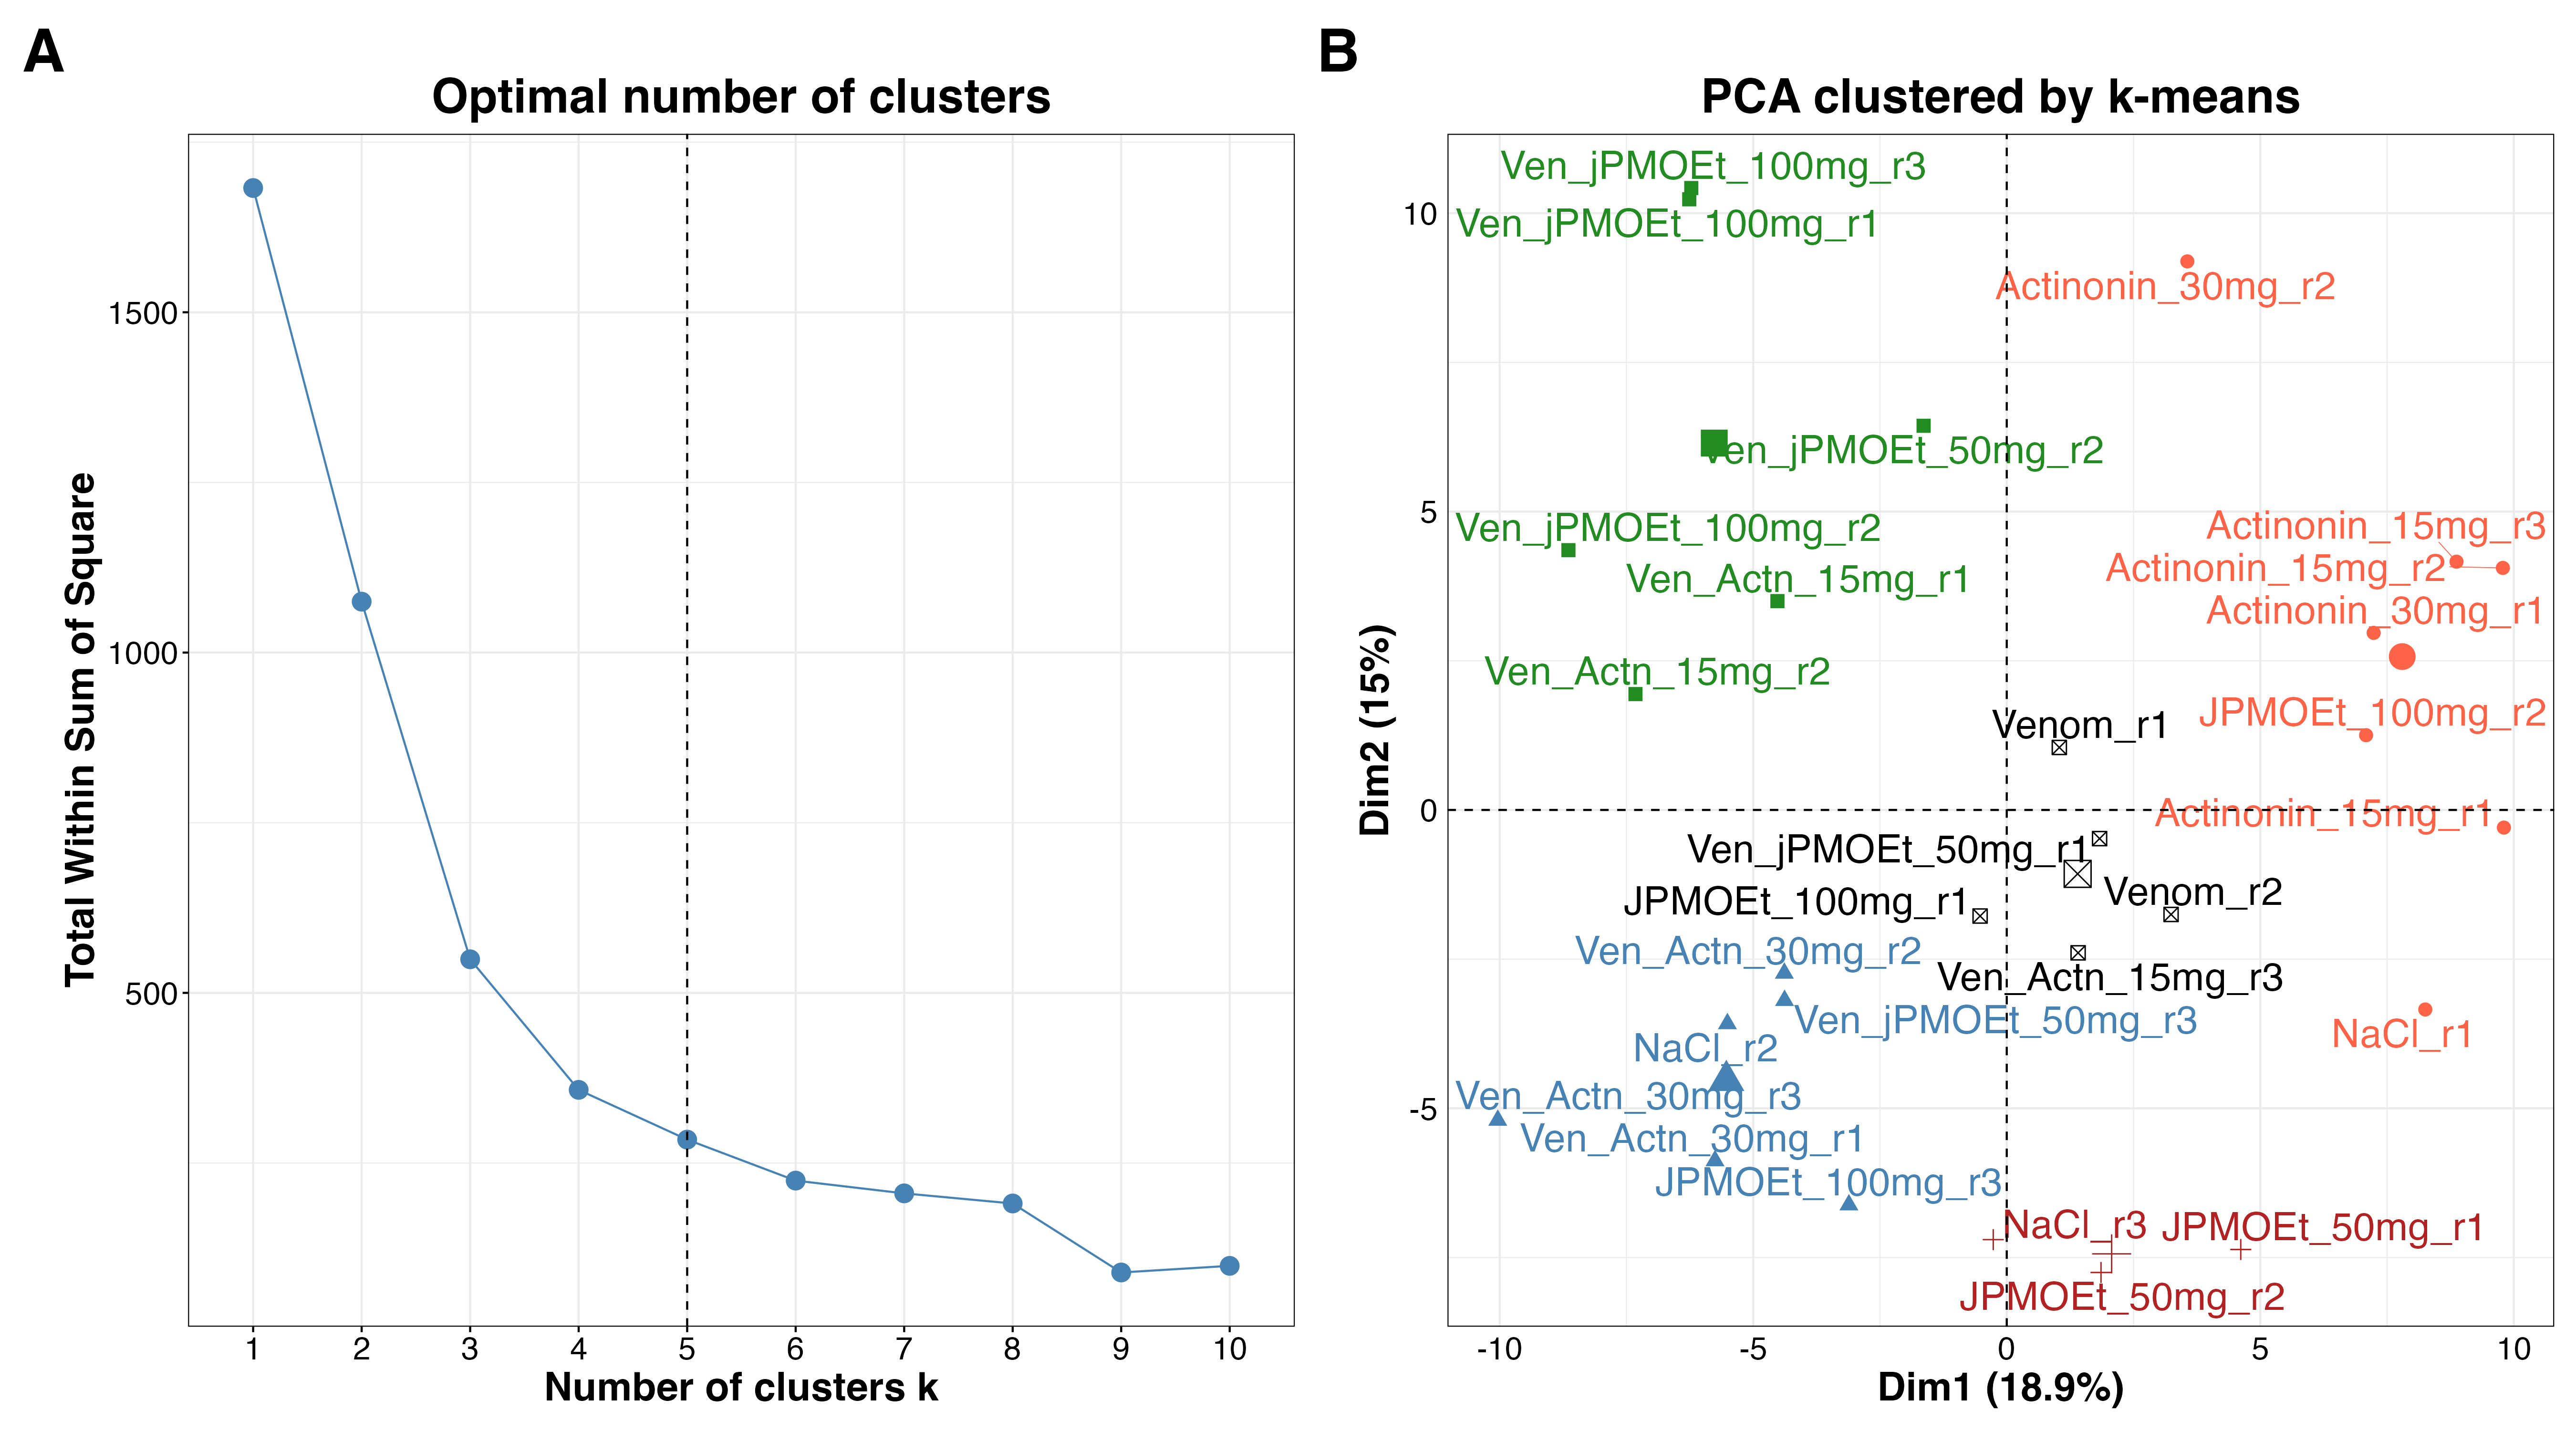 A
Optimal number of clusters
Total Within Sum of Square
1500
1000
500
1 2 3 4 5 6 7 8 9 10
Number of clusters k
B
PCA clustered by k-means
Dim2 (15%)
10
5
0
-5
Ven_jPMOEt_100mg_r3
Ven_jPMOEt_100mg_r1
Actinonin_30mg_r2
Ven_jPMOEt_50mg_r2
Ven_jPMOEt_100mg_r2
Actinonin_15mg_r3
Actinonin_15mg_r2
Ven_Actn_15mg_r1
Actinonin_30mg_r1
Ven_Actn_15mg_r2
JPMOEt_100mg_r2
Venom_r1
Actinonin_15mg_r1
Ven_jPMOEt_50mg_r1
Venom_r2
JPMOEt_100mg_r1
Ven_Actn_30mg_r2
Ven_Actn_15mg_r3
Ven_jPMOEt_50mg_r3
NaCl_r1
NaCl_r2
Ven_Actn_30mg_r3
Ven_Actn_30mg_r1
JPMOEt_100mg_r3
NaCl_r3
JPMOEt_50mg_r1
JPMOEt_50mg_r2
-10 -5 0 5 10
Dim1 (18.9%)